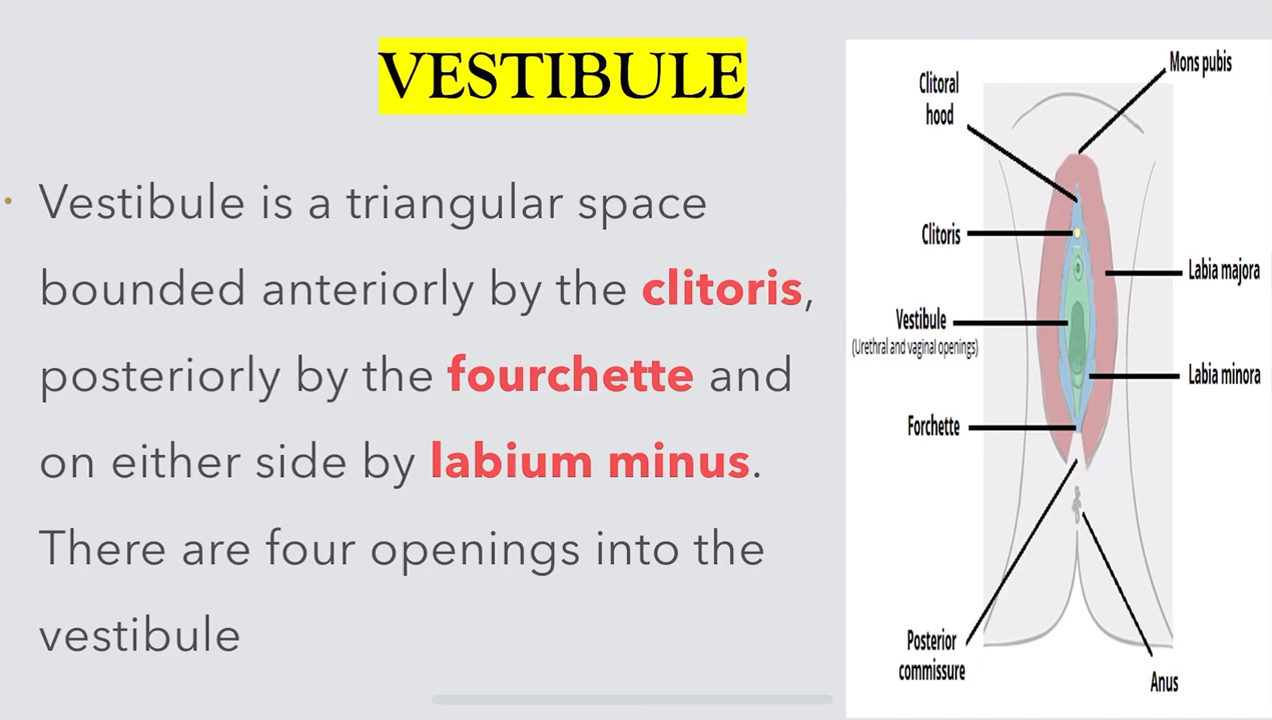 VESTIBULE
• Vestibule is a triangular space
bounded anteriorly by the clitoris,
posteriorly by the fourchette and
on either side by labium minus.
There are four openings into the
vestibule
Mons pubis
Clitoral
hood
Clitoris
Labia majora
Vestibule
(Urethral and vaginal openings)
Labia minora
Forchette
Posterior
commissure
Anus